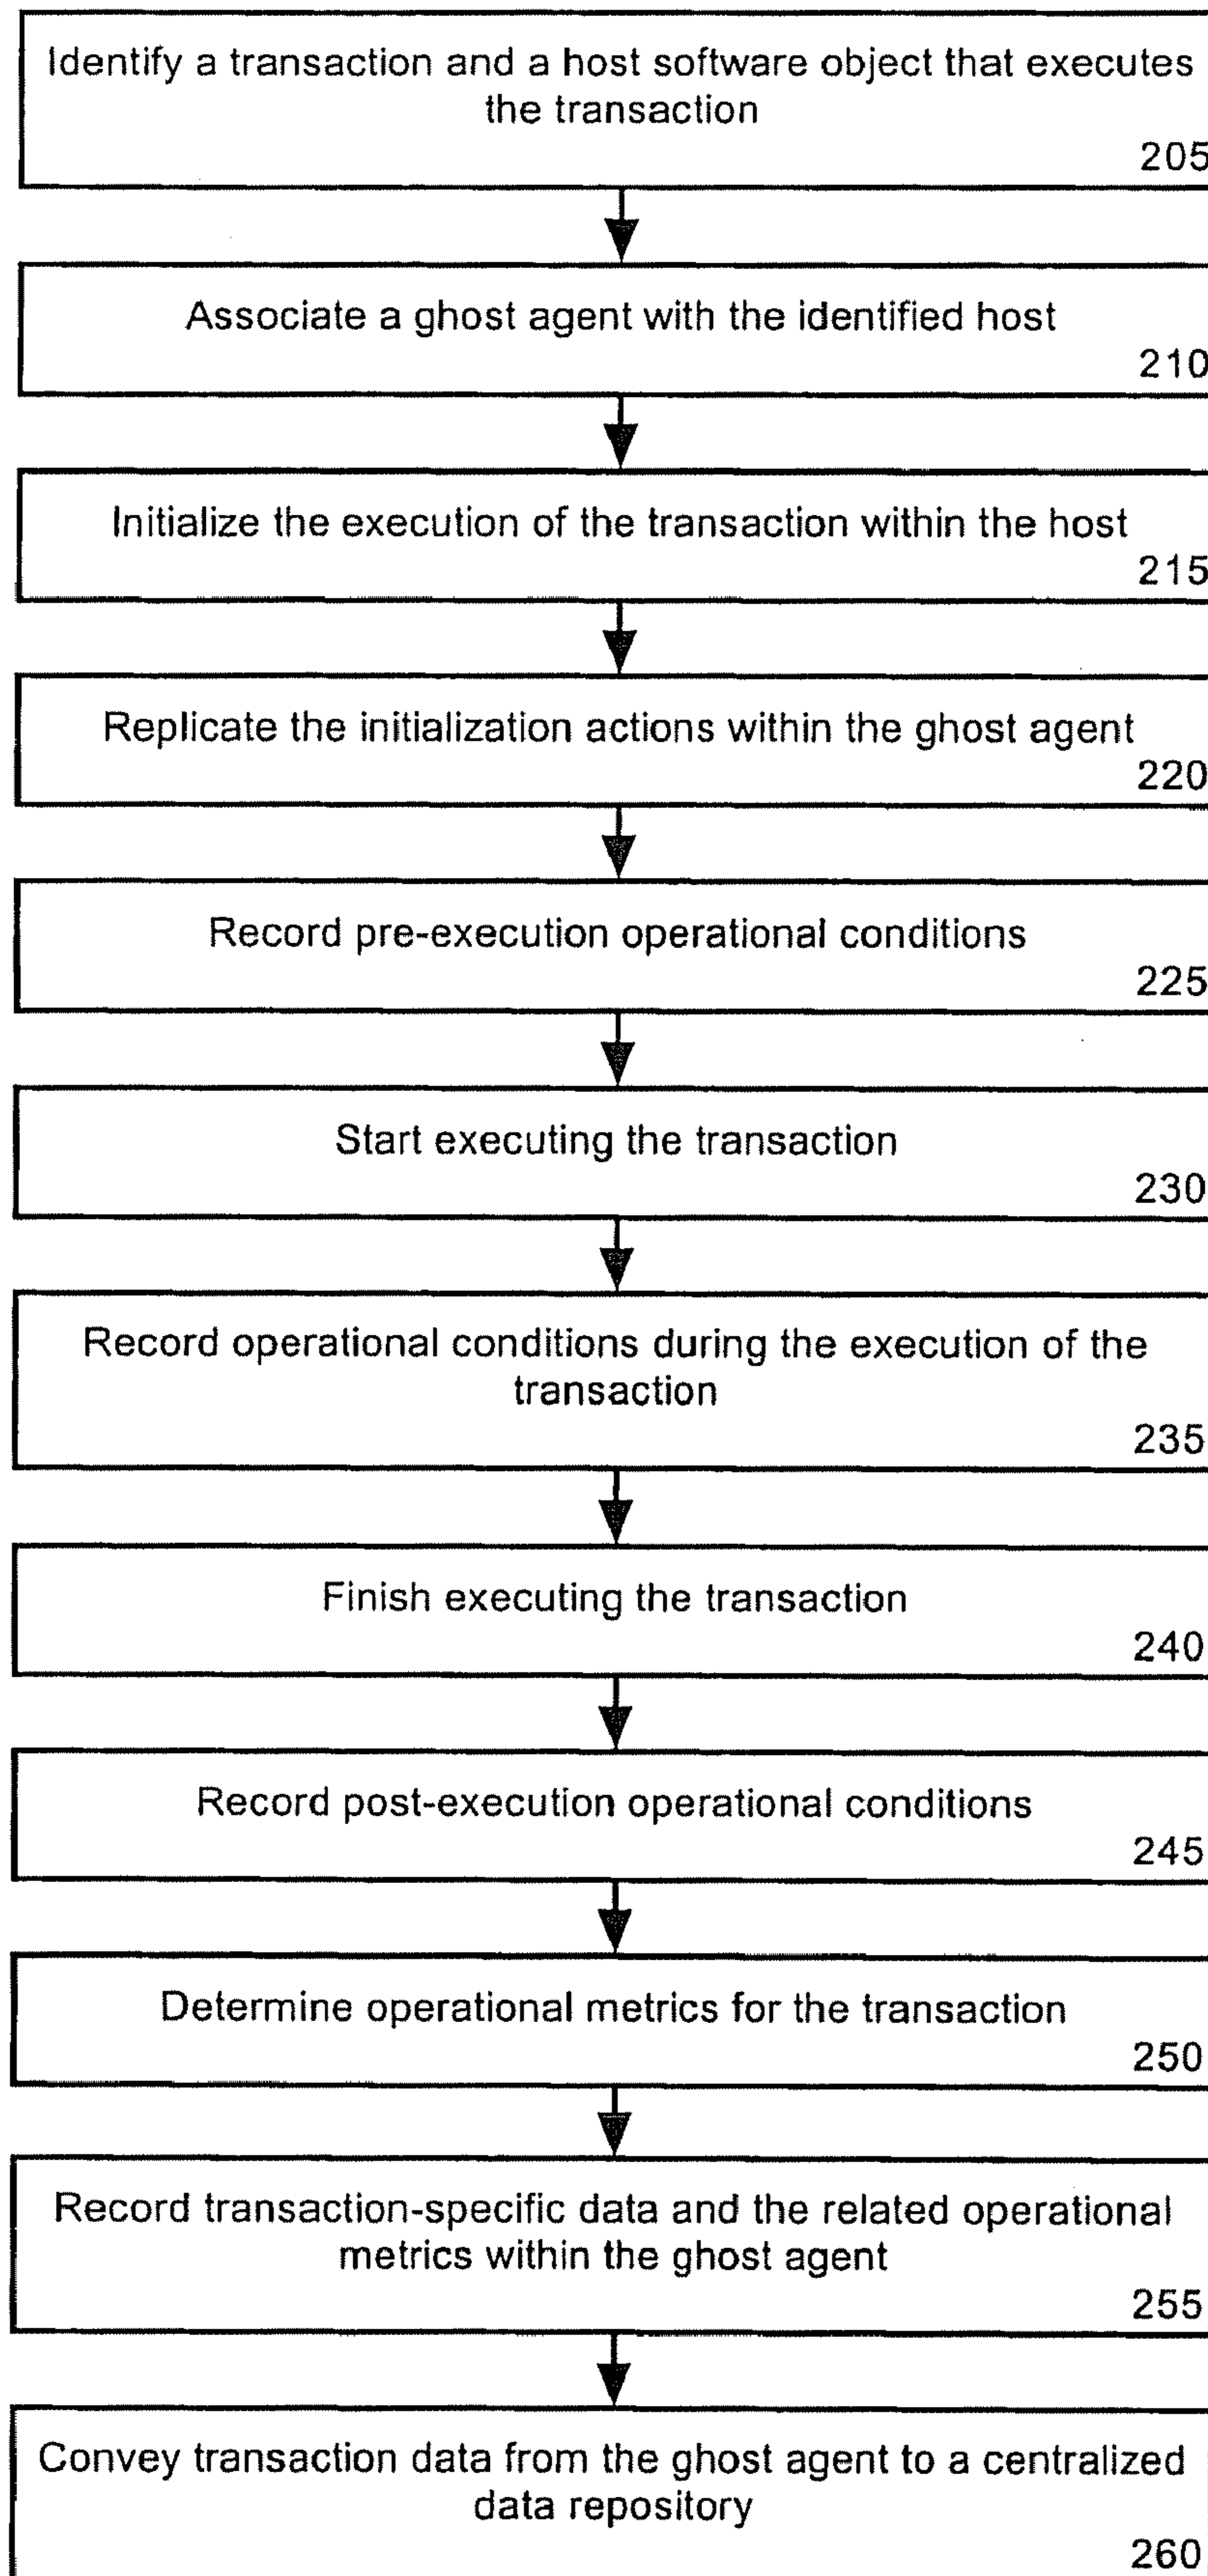 Identify a transaction and a host software object that executes
the transaction
205
Associate a ghost agent with the identified host
210
Initialize the execution of the transaction within the host
215
Replicate the initialization actions within the ghost agent
220
Record pre-execution operational conditions
225
Start executing the transaction
230
Record operational conditions during the execution of the
transaction
235
Finish executing the transaction
240
Record post-execution operational conditions
245
Determine operational metrics for the transaction
250
Record transaction-specific data and the related operational
metrics within the ghost agent
255
Convey transaction data from the ghost agent to a centralized
data repository
260